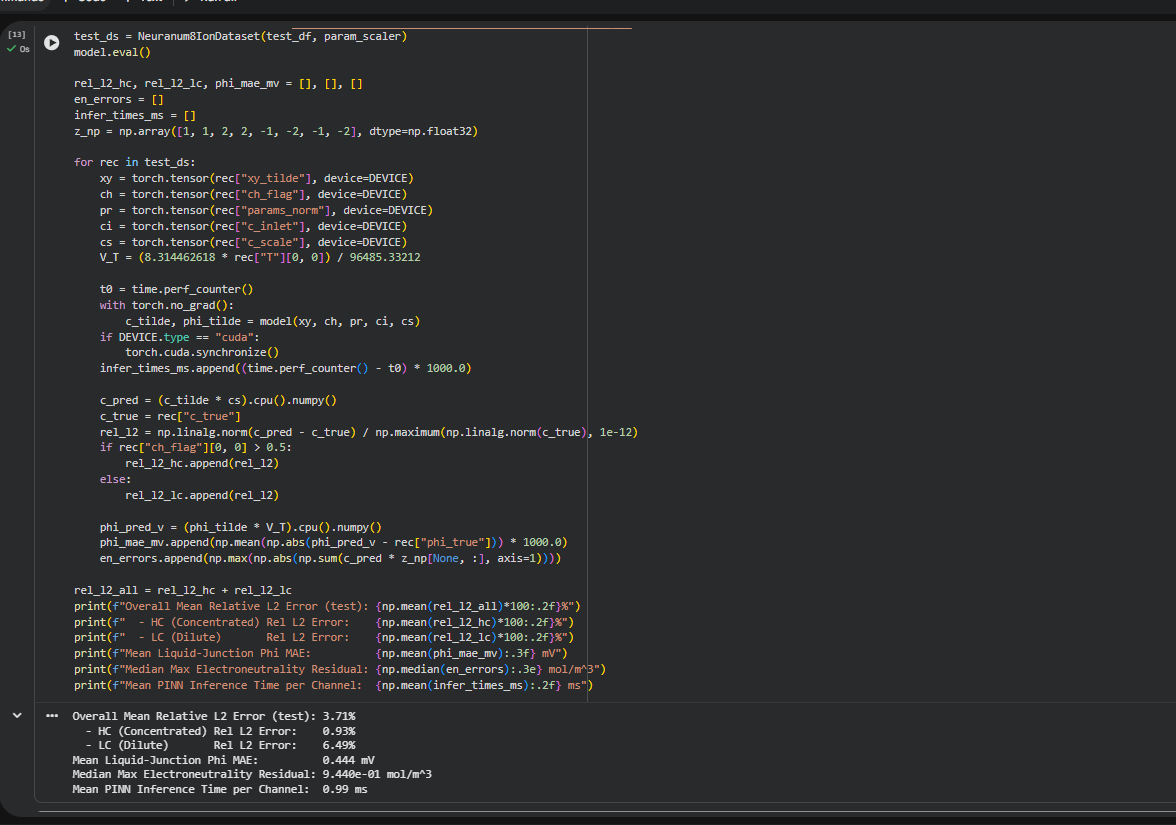 [13]
0s
test_ds = Neuranum8IonDataset(test_df, param_scaler)
model.eval()
rel_l2_hc, rel_l2_lc, phi_mae_mv = [], [], []
en_errors = []
infer_times_ms = []
z_np = np.array([1, 1, 2, 2, -1, -2, -1, -2], dtype=np.float32)
for rec in test_ds:
    xy = torch.tensor(rec["xy_tilde"], device=DEVICE)
    ch = torch.tensor(rec["ch_flag"], device=DEVICE)
    pr = torch.tensor(rec["params_norm"], device=DEVICE)
    ci = torch.tensor(rec["c_inlet"], device=DEVICE)
    cs = torch.tensor(rec["c_scale"], device=DEVICE)
    V_T = (8.314462618 * rec["T"][0, 0]) / 96485.33212
    t0 = time.perf_counter()
    with torch.no_grad():
        c_tilde, phi_tilde = model(xy, ch, pr, ci, cs)
    if DEVICE.type == "cuda":
        torch.cuda.synchronize()
    infer_times_ms.append((time.perf_counter() - t0) * 1000.0)
    c_pred = (c_tilde * cs).cpu().numpy()
    c_true = rec["c_true"]
    rel_l2 = np.linalg.norm(c_pred - c_true) / np.maximum(np.linalg.norm(c_true), 1e-12)
    if rec["ch_flag"][0, 0] > 0.5:
        rel_l2_hc.append(rel_l2)
    else:
        rel_l2_lc.append(rel_l2)
    phi_pred_v = (phi_tilde * V_T).cpu().numpy()
    phi_mae_mv.append(np.mean(np.abs(phi_pred_v - rec["phi_true"])) * 1000.0)
    en_errors.append(np.max(np.abs(np.sum(c_pred * z_np[None, :], axis=1))))
rel_l2_all = rel_l2_hc + rel_l2_lc
print(f"Overall Mean Relative L2 Error (test): {np.mean(rel_l2_all)*100:.2f}%")
print(f"  - HC (Concentrated) Rel L2 Error:    {np.mean(rel_l2_hc)*100:.2f}%")
print(f"  - LC (Dilute)       Rel L2 Error:    {np.mean(rel_l2_lc)*100:.2f}%")
print(f"Mean Liquid-Junction Phi MAE:          {np.mean(phi_mae_mv):.3f} mV")
print(f"Median Max Electroneutrality Residual: {np.median(en_errors):.3e} mol/m^3")
print(f"Mean PINN Inference Time per Channel:  {np.mean(infer_times_ms):.2f} ms")
Overall Mean Relative L2 Error (test): 3.71%
  - HC (Concentrated) Rel L2 Error:    0.93%
  - LC (Dilute)       Rel L2 Error:    6.49%
Mean Liquid-Junction Phi MAE:          0.444 mV
Median Max Electroneutrality Residual: 9.440e-01 mol/m^3
Mean PINN Inference Time per Channel:  0.99 ms